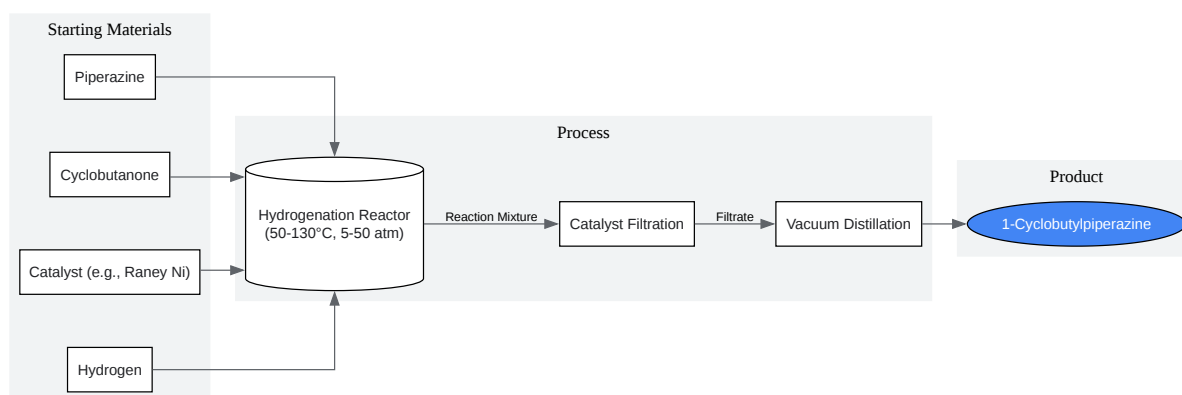 Starting Materials
Piperazine
Cyclobutanone
Catalyst (e.g., Raney Ni)
Hydrogen
Process
Hydrogenation Reactor
(50-130°C, 5-50 atm)
Reaction Mixture
Catalyst Filtration
Filtrate
Vacuum Distillation
Product
1-Cyclobutylpiperazine